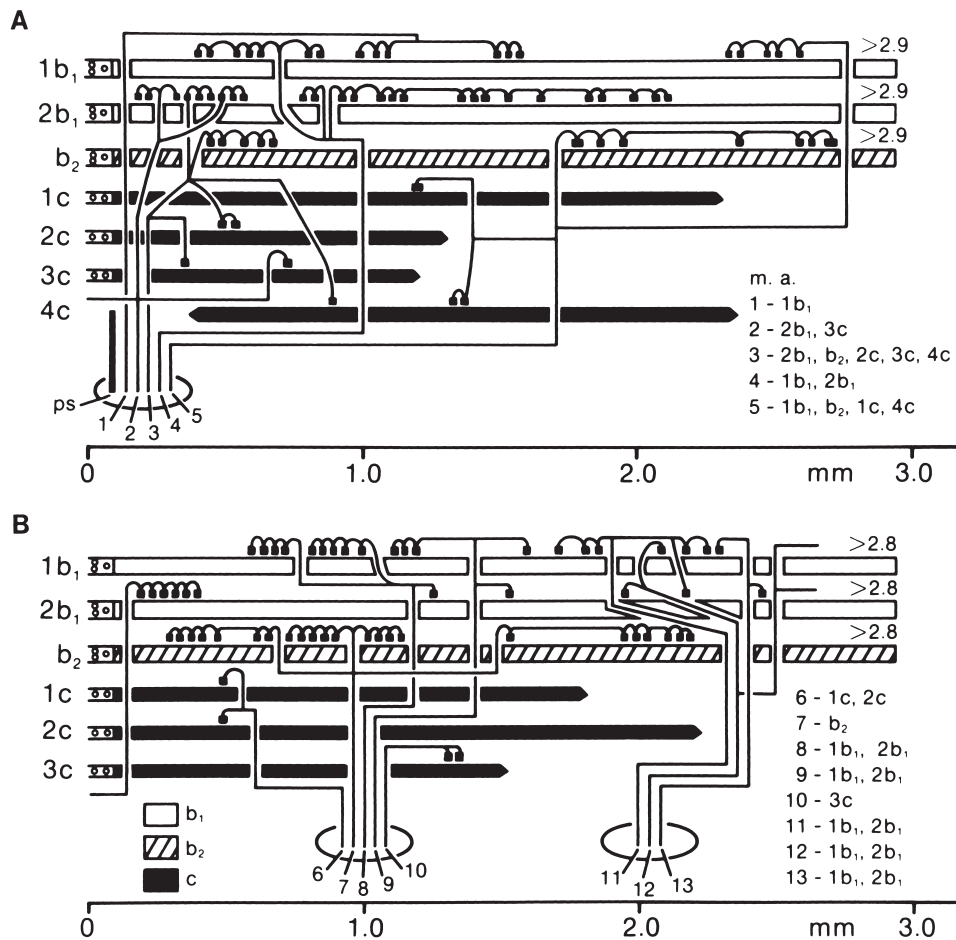 A
1b₁ >2.9
2b₁ >2.9
b₂ >2.9
1c
2c
3c
4c
m. a.
1 - 1b₁
2 - 2b₁, 3c
3 - 2b₁, b₂, 2c, 3c, 4c
4 - 1b₁, 2b₁
5 - 1b₁, b₂, 1c, 4c
ps 1 2 3 4 5
0 1.0 2.0 mm 3.0
B
1b₁ >2.8
2b₁ >2.8
b₂ >2.8
1c
2c
3c
6 - 1c, 2c
7 - b₂
8 - 1b₁, 2b₁
9 - 1b₁, 2b₁
10 - 3c
11 - 1b₁, 2b₁
12 - 1b₁, 2b₁
13 - 1b₁, 2b₁
b₁
b₂
c
6 7 8 9 10 11 12 13
0 1.0 2.0 mm 3.0